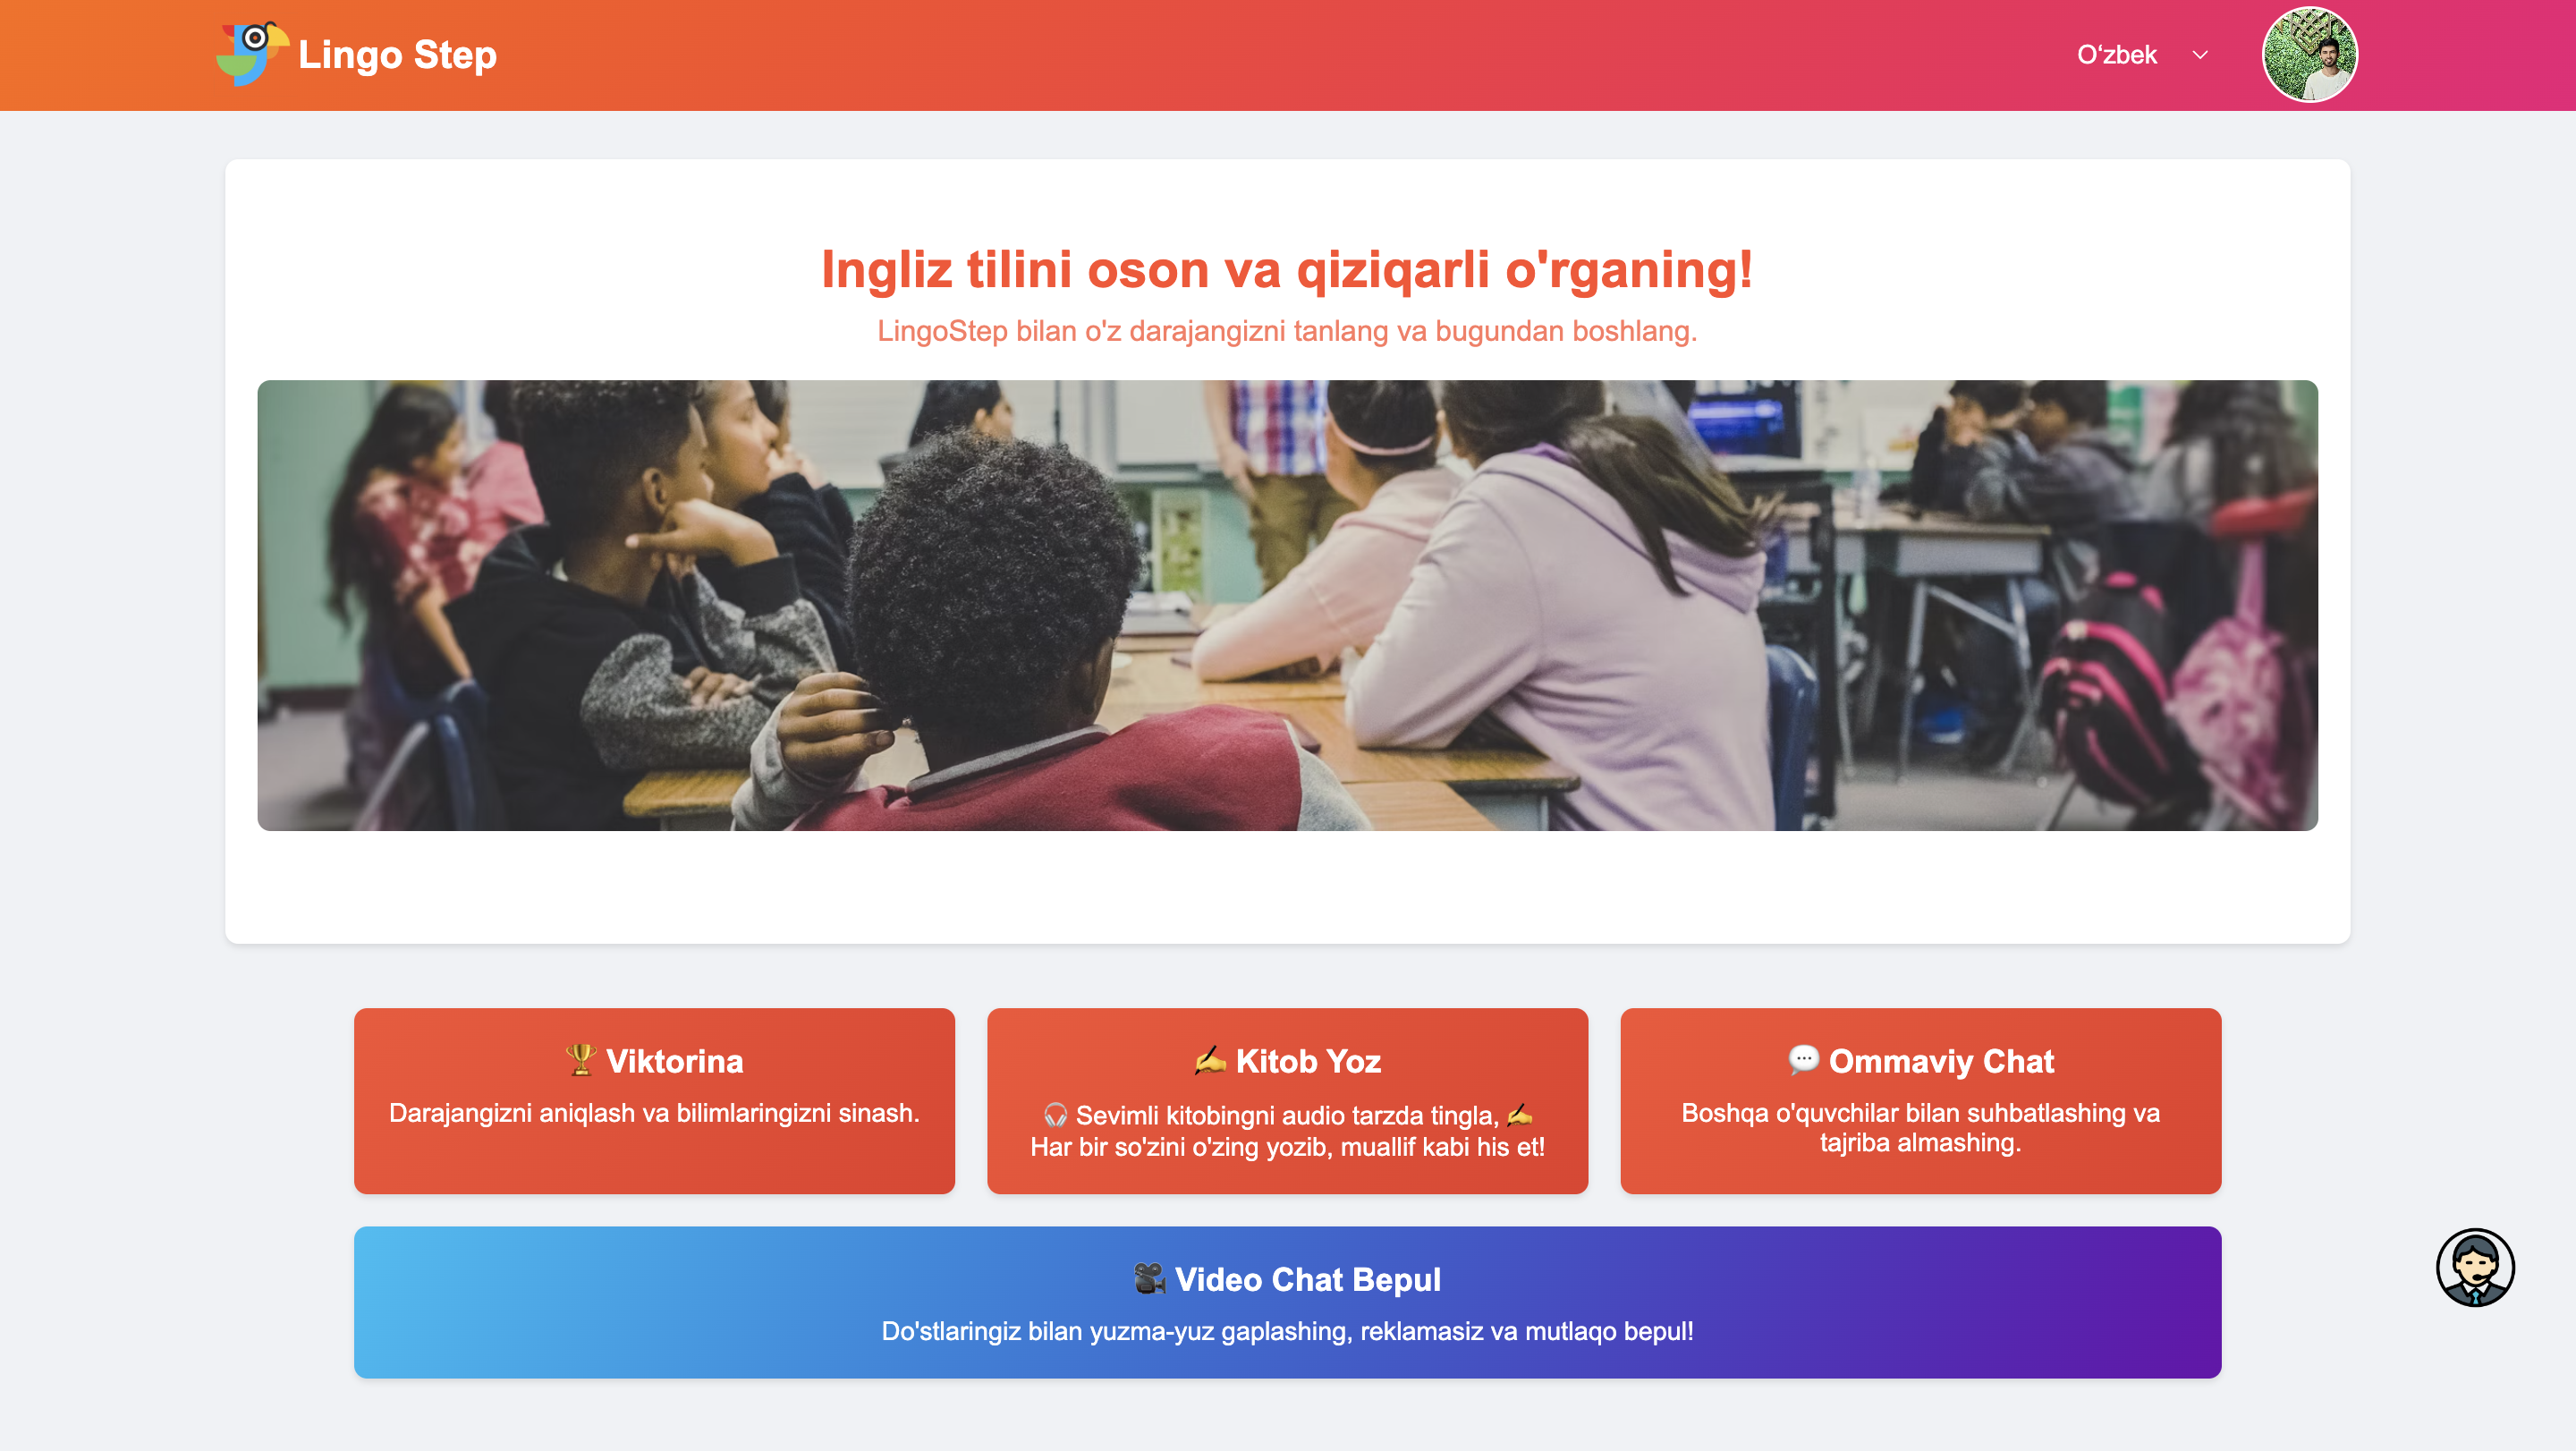 Lingo Step
O‘zbek
Ingliz tilini oson va qiziqarli o'rganing!
LingoStep bilan o'z darajangizni tanlang va bugundan boshlang.
🏆 Viktorina
Darajangizni aniqlash va bilimlaringizni sinash.
✍️ Kitob Yoz
🎧 Sevimli kitobingni audio tarzda tingla, ✍️
Har bir so'zini o'zing yozib, muallif kabi his et!
💬 Ommaviy Chat
Boshqa o'quvchilar bilan suhbatlashing va
tajriba almashing.
🎥 Video Chat Bepul
Do'stlaringiz bilan yuzma-yuz gaplashing, reklamasiz va mutlaqo bepul!